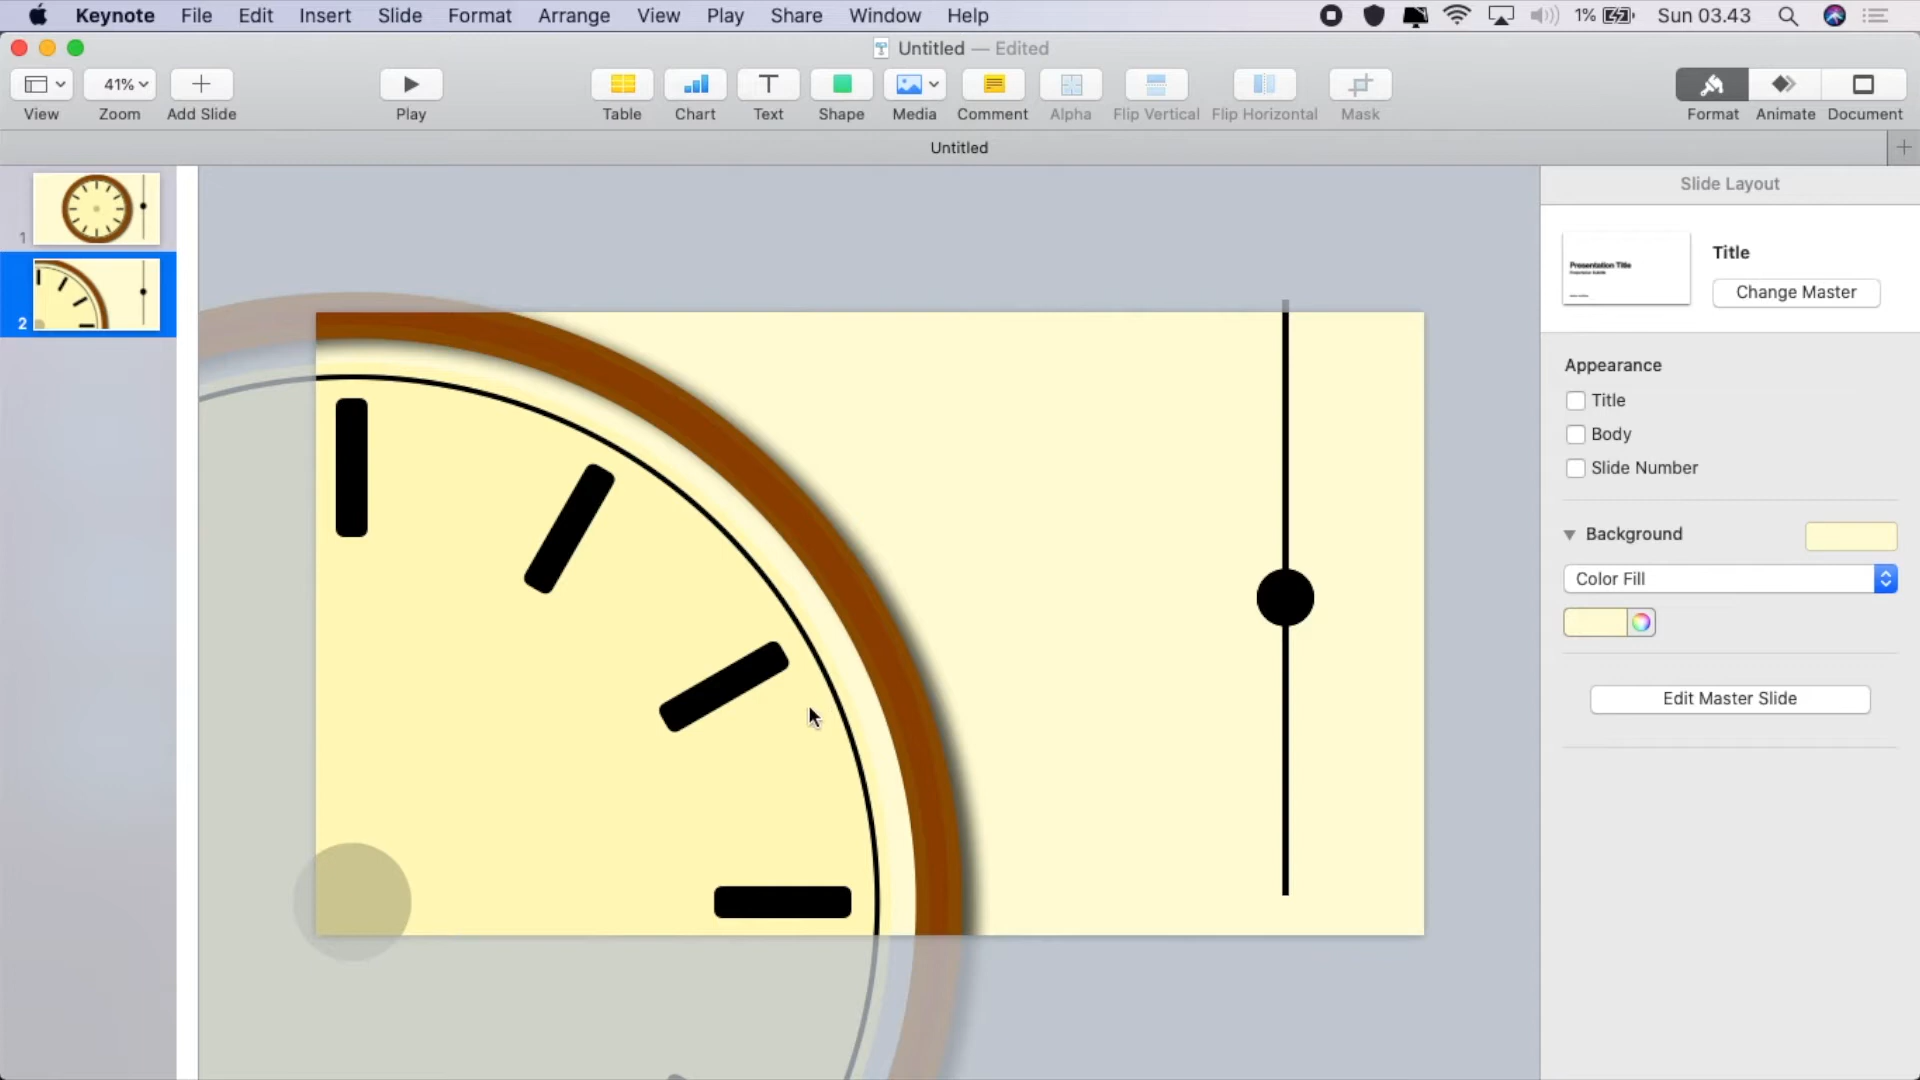 Keynote File Edit Insert Slide Format Arrange View Play Share Window Help 1% Sun 03.43
Untitled — Edited
41%
View Zoom Add Slide Play Table Chart Text Shape Media Comment Alpha Flip Vertical Flip Horizontal Mask Format Animate Document
Untitled
Slide Layout
1
2
Presentation Title
Title
Change Master
Appearance
Title
Body
Slide Number
Background
Color Fill
Edit Master Slide